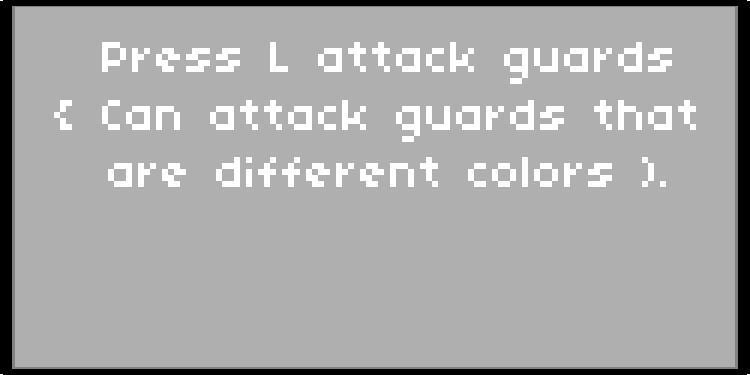 Press L attack guards
( Can attack guards that
are different colors ).